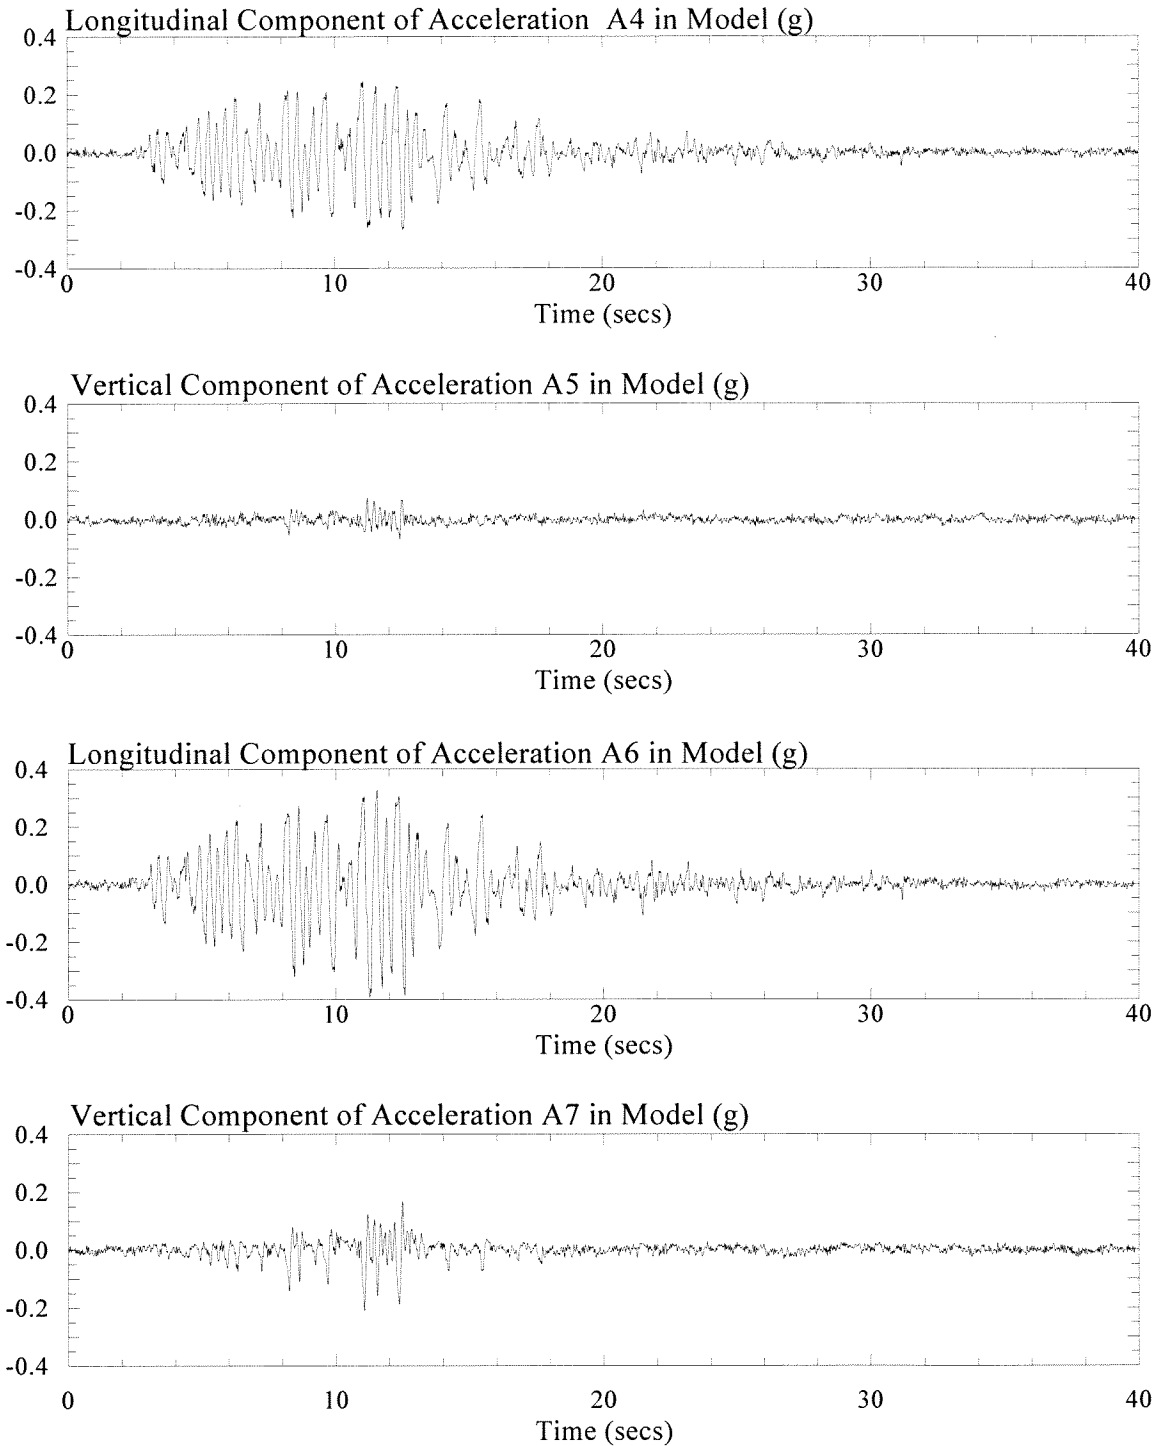 Longitudinal Component of Acceleration A4 in Model (g)
0.4
0.2
0.0
-0.2
-0.4
0 10 20 30 40
Time (secs)
Vertical Component of Acceleration A5 in Model (g)
0.4
0.2
0.0
-0.2
-0.4
0 10 20 30 40
Time (secs)
Longitudinal Component of Acceleration A6 in Model (g)
0.4
0.2
0.0
-0.2
-0.4
0 10 20 30 40
Time (secs)
Vertical Component of Acceleration A7 in Model (g)
0.4
0.2
0.0
-0.2
-0.4
0 10 20 30 40
Time (secs)